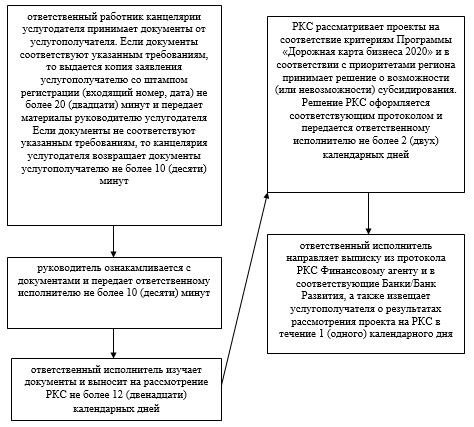 ответственный работник канцелярии
услугодателя принимает документы от
услугополучателя. Если документы
соответствуют указанным требованиям,
то выдается копия заявления
услугополучателю со штампом
регистрации (входящий номер, дата) не
более 20 (двадцати) минут и передает
материалы руководителю услугодателя
Если документы не соответствуют
указанным требованиям, то канцелярия
услугодателя возвращает документы
услугополучателю не более 10 (десяти)
минут
руководитель ознакамливается с
документами и передает ответственному
исполнителю не более 10 (десяти) минут
ответственный исполнитель изучает
документы и выносит на рассмотрение
РКС не более 12 (двенадцати)
календарных дней
РКС рассматривает проекты на
соответствие критериям Программы
«Дорожная карта бизнеса 2020» и в
соответствии с приоритетами региона
принимает решение о возможности
(или невозможности) субсидирования.
Решение РКС оформляется
соответствующим протоколом и
передается ответственному
исполнителю не более 2 (двух)
календарных дней
ответственный исполнитель
направляет выписку из протокола
РКС Финансовому агенту и в
соответствующие Банки/Банк
Развития, а также извещает
услугополучателя о результатах
рассмотрения проекта на РКС в
течение 1 (одного) календарного дня